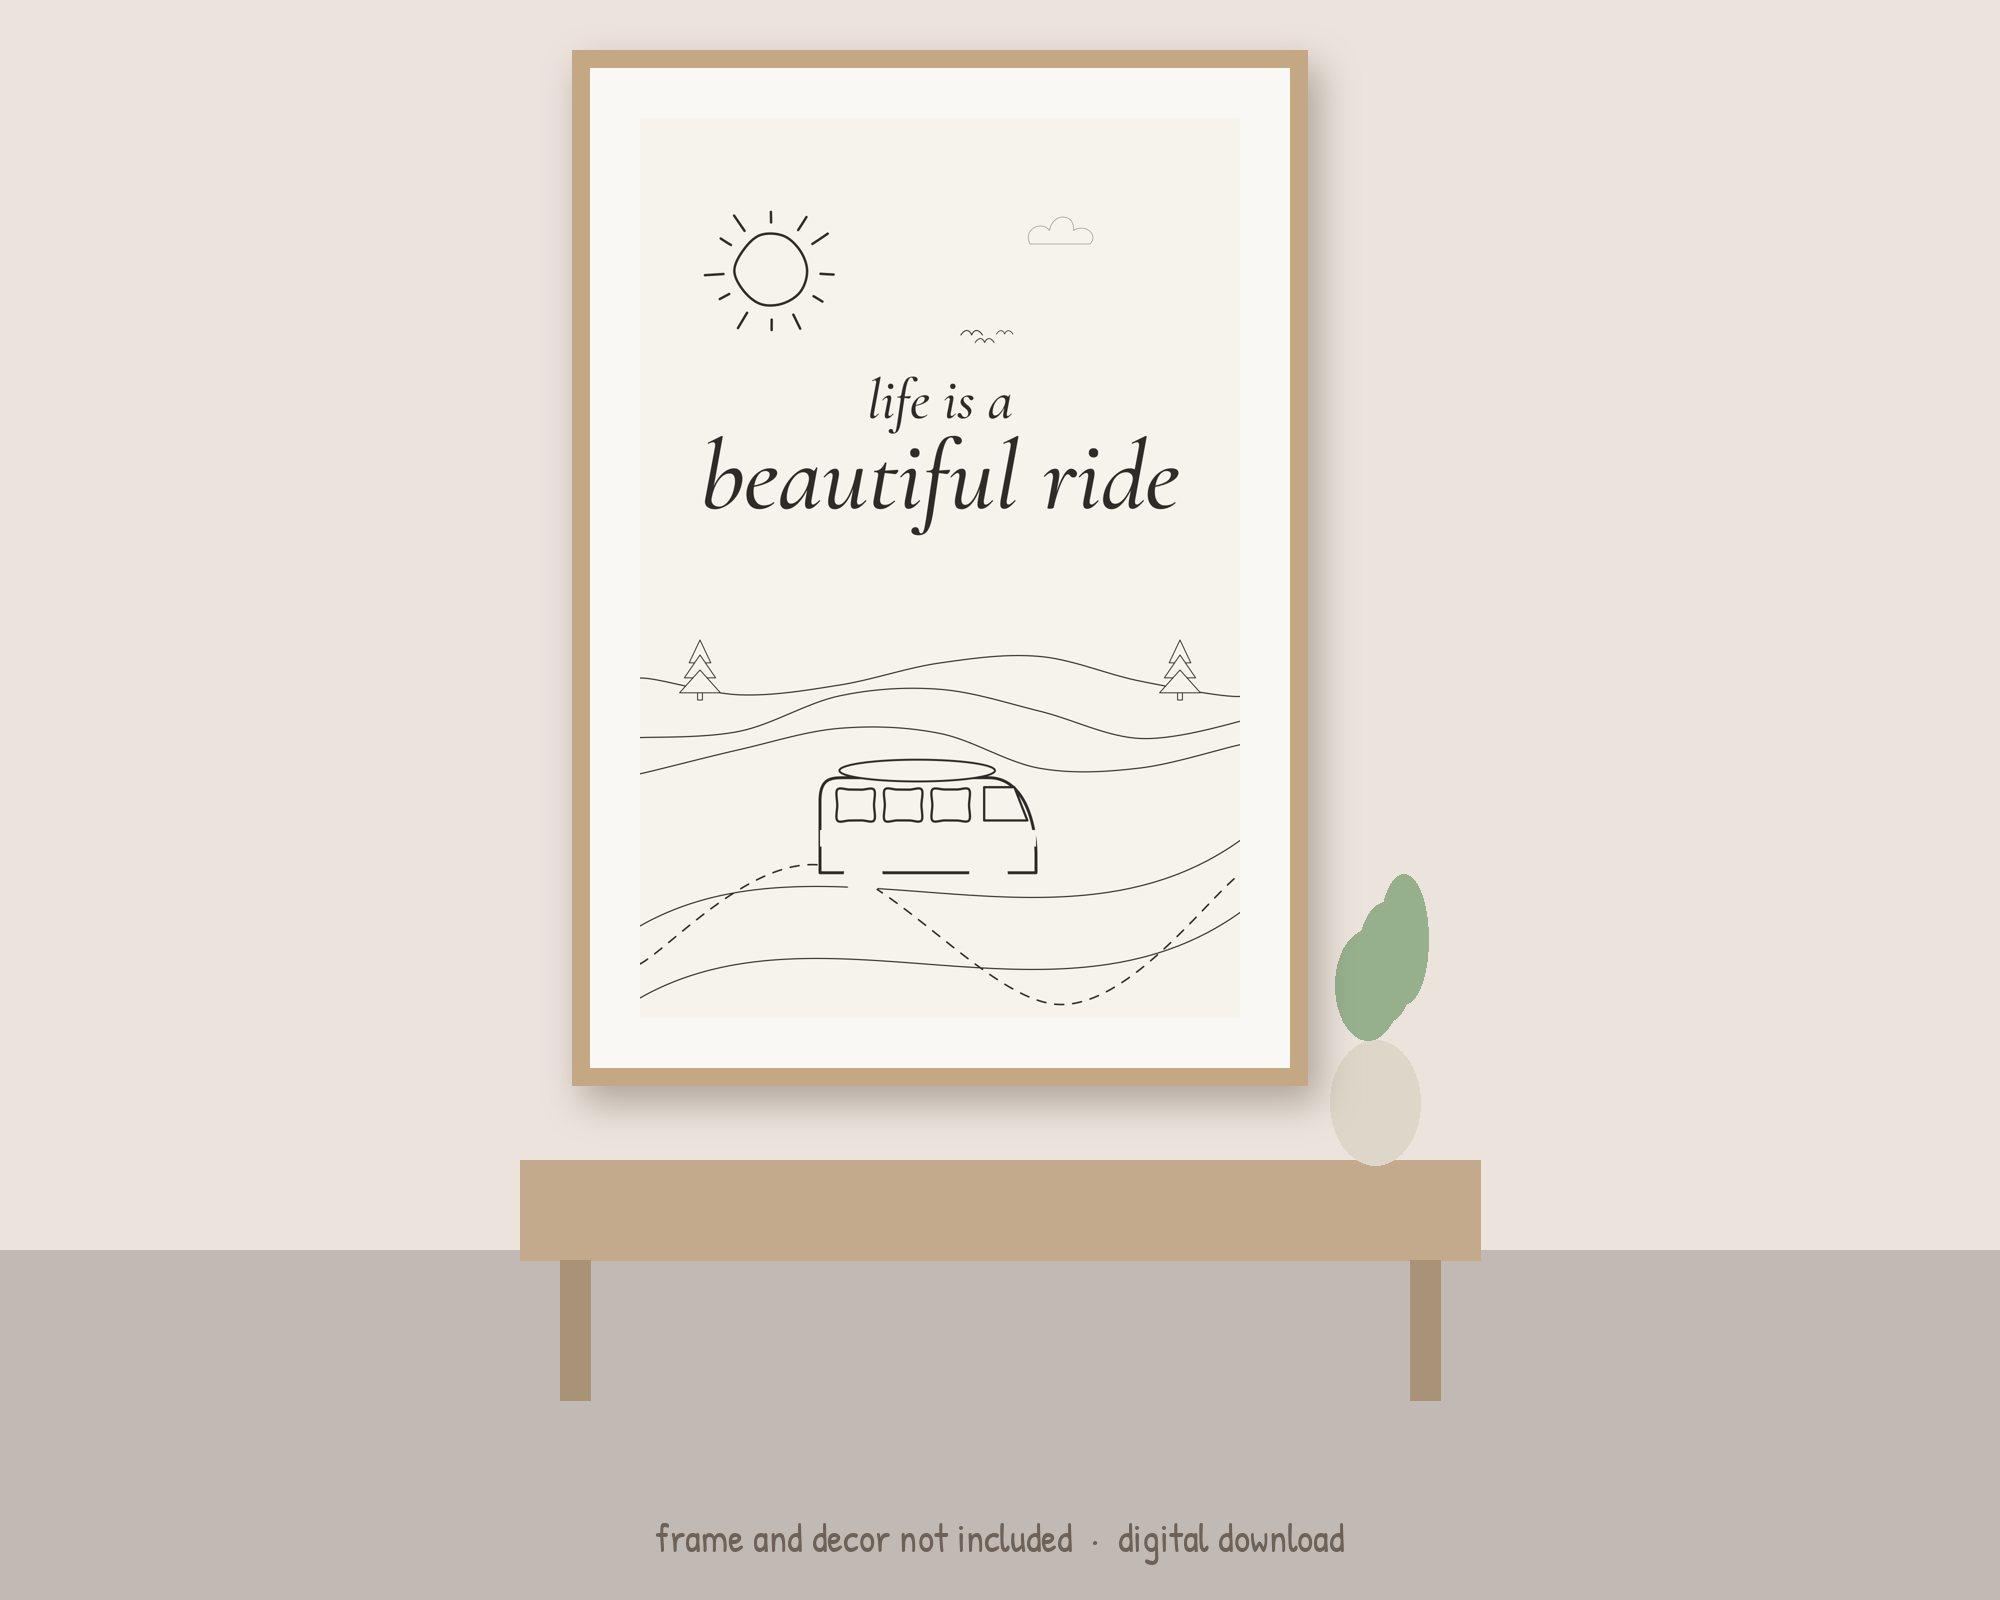 life is a
beautiful ride
frame and decor not included · digital download